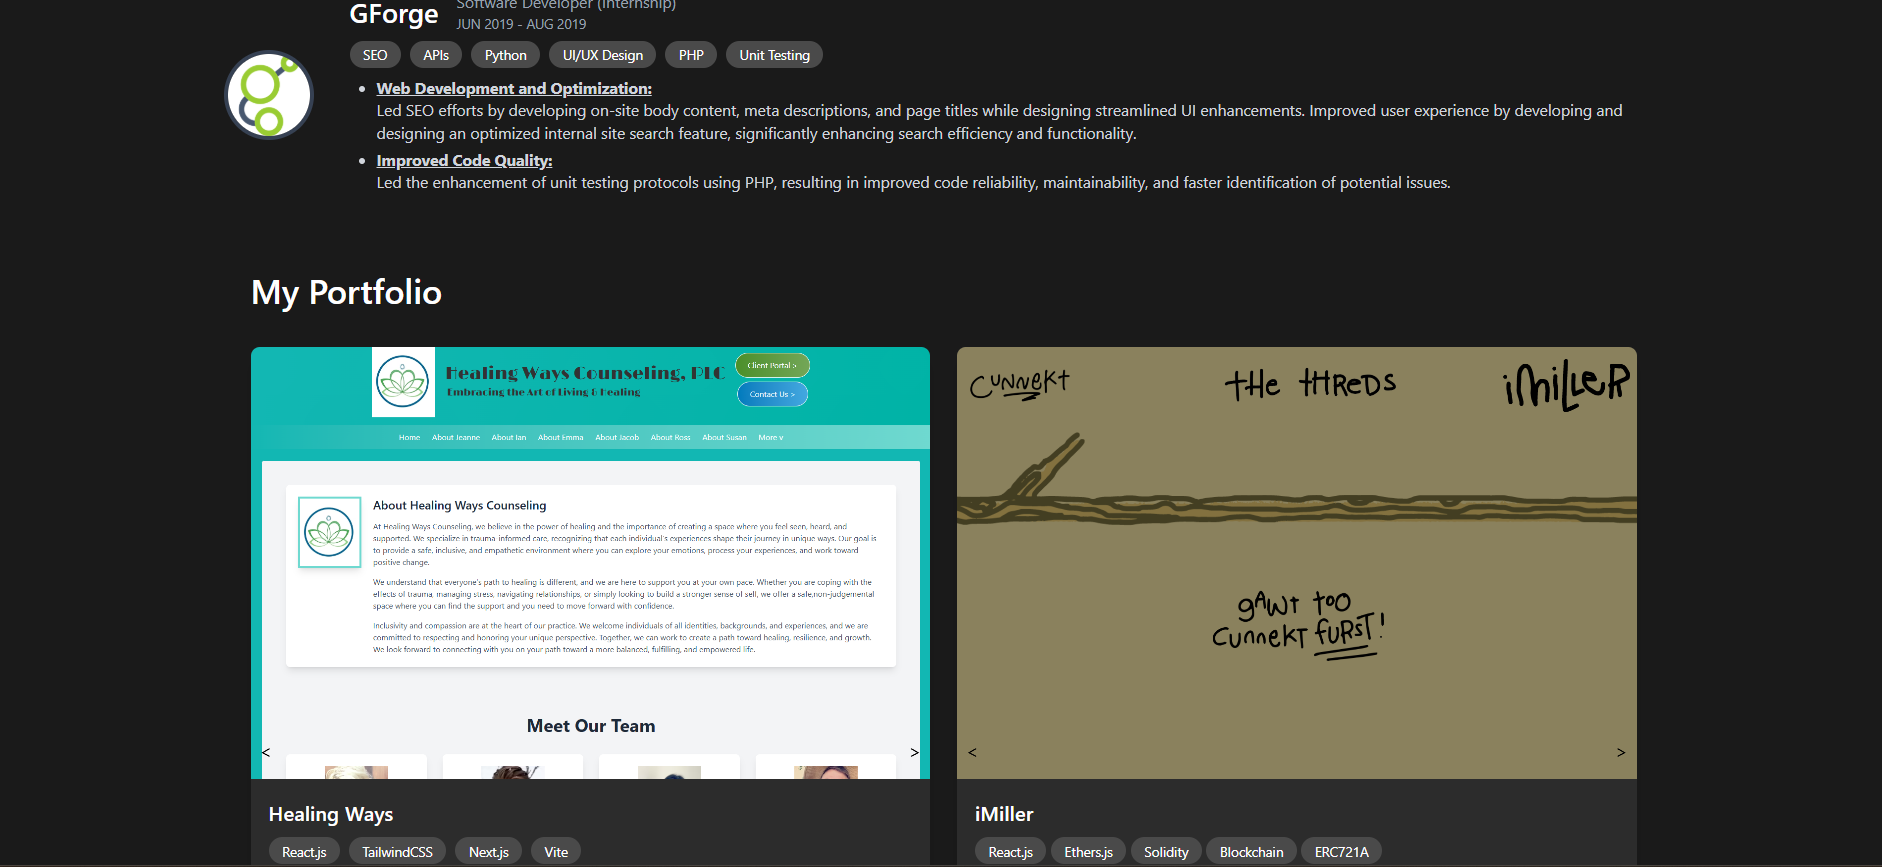 GForge
Software Developer (Internship)
JUN 2019 - AUG 2019
SEO APIs Python UI/UX Design PHP Unit Testing
Web Development and Optimization:
Led SEO efforts by developing on-site body content, meta descriptions, and page titles while designing streamlined UI enhancements. Improved user experience by developing and
designing an optimized internal site search feature, significantly enhancing search efficiency and functionality.
Improved Code Quality:
Led the enhancement of unit testing protocols using PHP, resulting in improved code reliability, maintainability, and faster identification of potential issues.
My Portfolio
Healing Ways Counseling, PLC
Embracing the Art of Living & Healing
Client Portal >
Contact Us >
Home About Jeanne About Ian About Emma About Jacob About Ross About Susan More v
About Healing Ways Counseling
At Healing Ways Counseling, we believe in the power of healing and the importance of creating a space where you feel seen, heard, and
supported. We specialize in trauma-informed care, recognizing that each individual's experiences shape their journey in unique ways. Our goal is
to provide a safe, inclusive, and empathetic environment where you can explore your emotions, process your experiences, and work toward
positive change.
We understand that everyone's path to healing is different, and we are here to support you at your own pace. Whether you are coping with the
effects of trauma, managing stress, navigating relationships, or simply looking to build a stronger sense of self, we offer a safe,non-judgemental
space where you can find the support and you need to move forward with confidence.
Inclusivity and compassion are at the heart of our practice. We welcome individuals of all identities, backgrounds, and experiences, and we are
committed to respecting and honoring your unique perspective. Together, we can work to create a path toward healing, resilience, and growth.
We look forward to connecting with you on your path toward a more balanced, fulfilling, and empowered life.
Meet Our Team
< >
Healing Ways
React.js TailwindCSS Next.js Vite
CUNNEKT THE THREDS iMiLLER
gAWT TOO
CUNNEKT FURST!
< >
iMiller
React.js Ethers.js Solidity Blockchain ERC721A